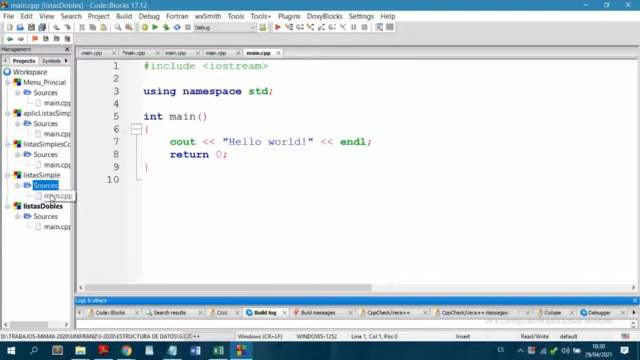 main.cpp [listasDobles] - Code::Blocks 17.12
File Edit View Search Project Build Debug Fortran wxSmith Tools Tools+ Plugins DoxyBlocks Settings Help
Debug
Management
Projects Symbols
main.cpp *main.cpp main.cpp main.cpp main.cpp
Workspace
Menu_Princial
Sources
main.cpp
aplicListasSimp
Sources
main.cpp
listasSimplesCo
Sources
main.cpp
listasSimple
Sources
main.cpp
listasDobles
Sources
main.cpp
1 #include <iostream>
2
3 using namespace std;
4
5 int main()
6 {
7 cout << "Hello world!" << endl;
8 return 0;
9 }
10
Logs & others
Code::Blocks Search results Cccc Build log Build messages CppCheck/Vera++ CppCheck/Vera++ messages Cscope Debugger
D:\TRABAJOS-MAMA-2020\UNIFRANZ\ESTRUCTURA DE DATOS\G C/C++ Windows (CR+LF) WINDOWS-1252 Line 1, Col 1, Pos 0 Insert Read/Write default
ES
10:30
29/04/2021